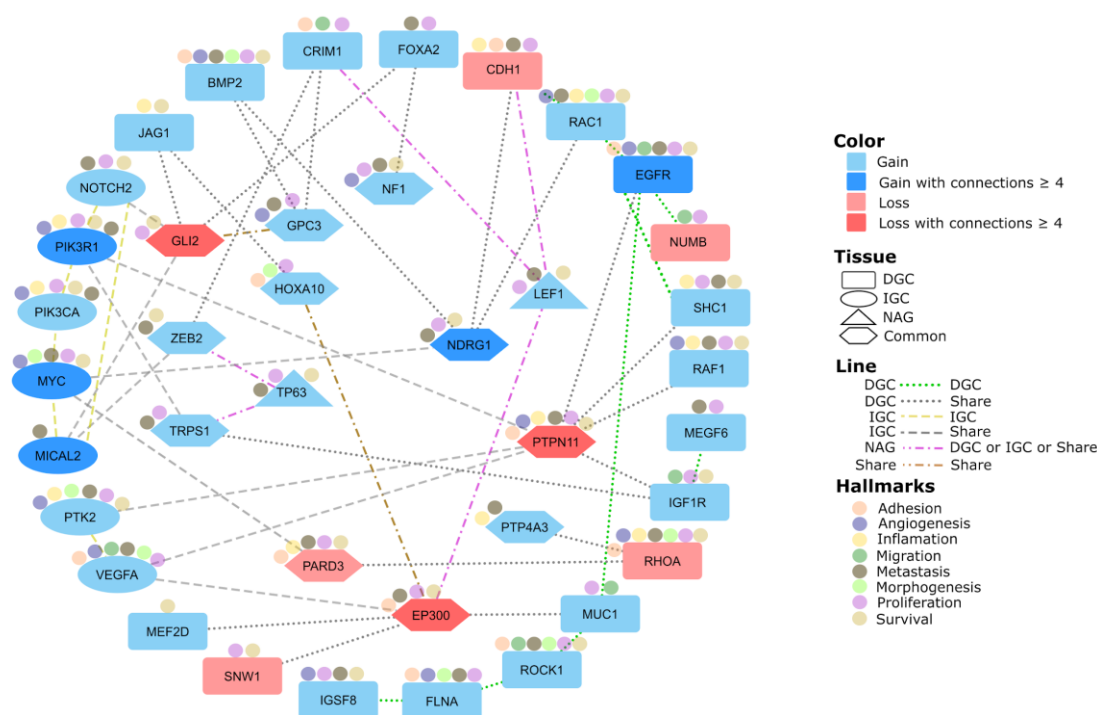 CRIM1
FOXA2
CDH1
BMP2
RAC1
JAG1
EGFR
NOTCH2
NF1
GPC3
NUMB
GLI2
PIK3R1
HOXA10
LEF1
SHC1
PIK3CA
ZEB2
NDRG1
RAF1
MYC
TP63
TRPS1
MEGF6
PTPN11
MICAL2
IGF1R
PTK2
PTP4A3
RHOA
PARD3
VEGFA
EP300
MUC1
MEF2D
ROCK1
SNW1
IGSF8
FLNA
Color
Gain
Gain with connections ≥ 4
Loss
Loss with connections ≥ 4
Tissue
DGC
IGC
NAG
Common
Line
DGC DGC
DGC Share
IGC IGC
IGC Share
NAG DGC or IGC or Share
Share Share
Hallmarks
Adhesion
Angiogenesis
Inflamation
Migration
Metastasis
Morphogenesis
Proliferation
Survival